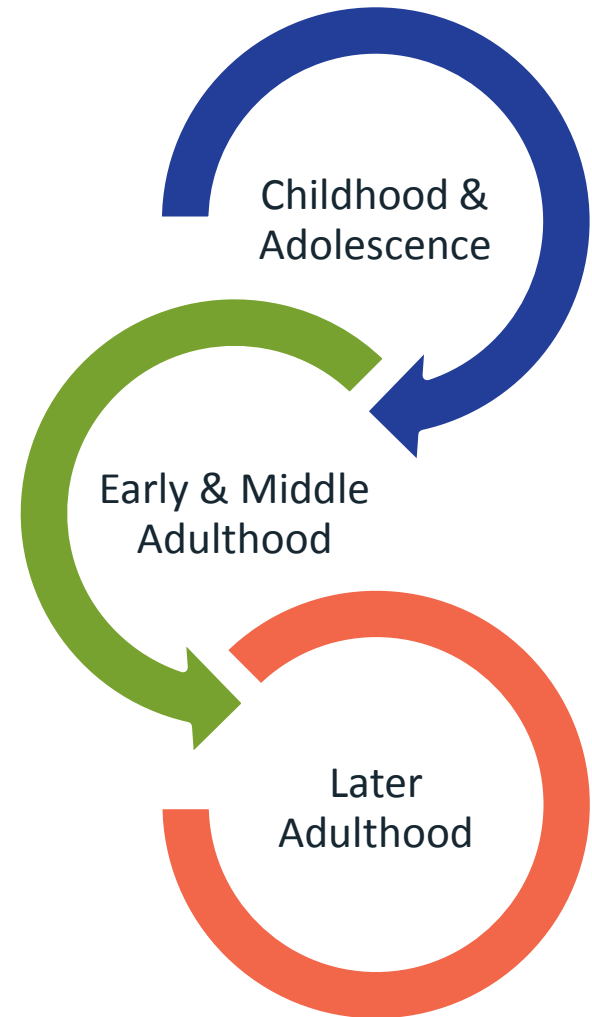 Childhood &
Adolescence
Early & Middle
Adulthood
Later
Adulthood